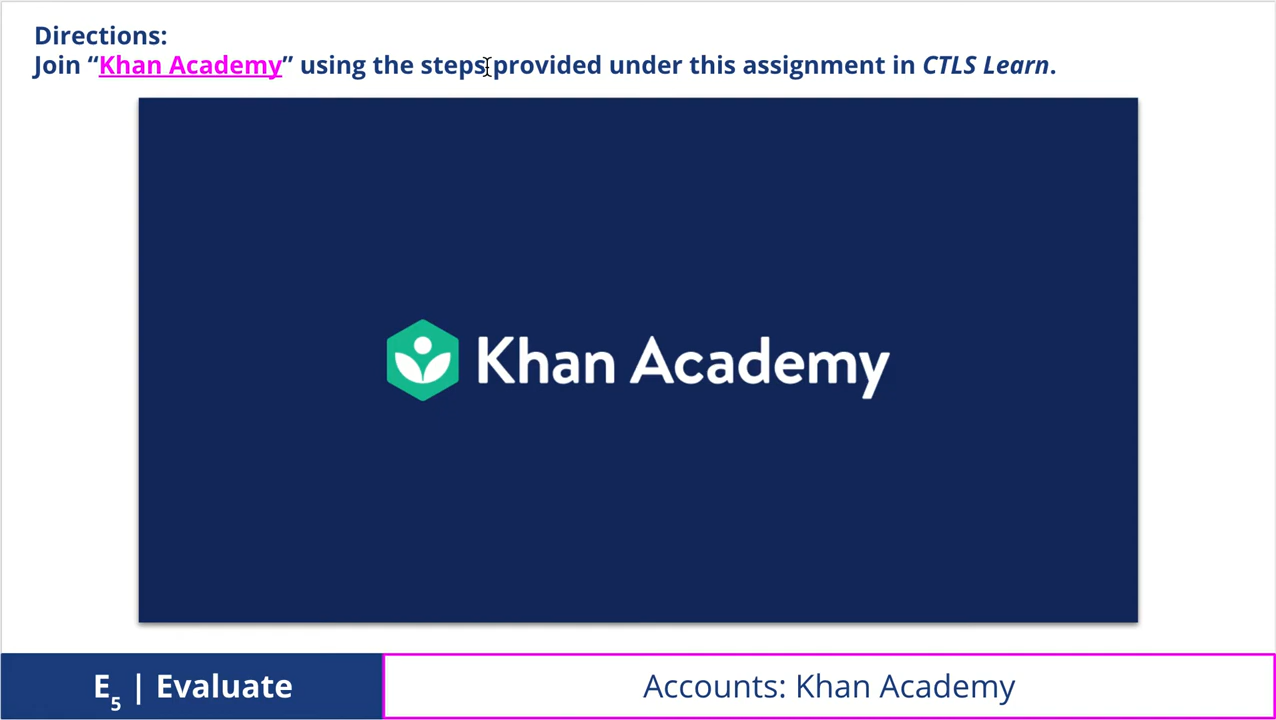 Directions:
Join “Khan Academy” using the steps provided under this assignment in CTLS Learn.
Khan Academy
E5 | Evaluate
Accounts: Khan Academy